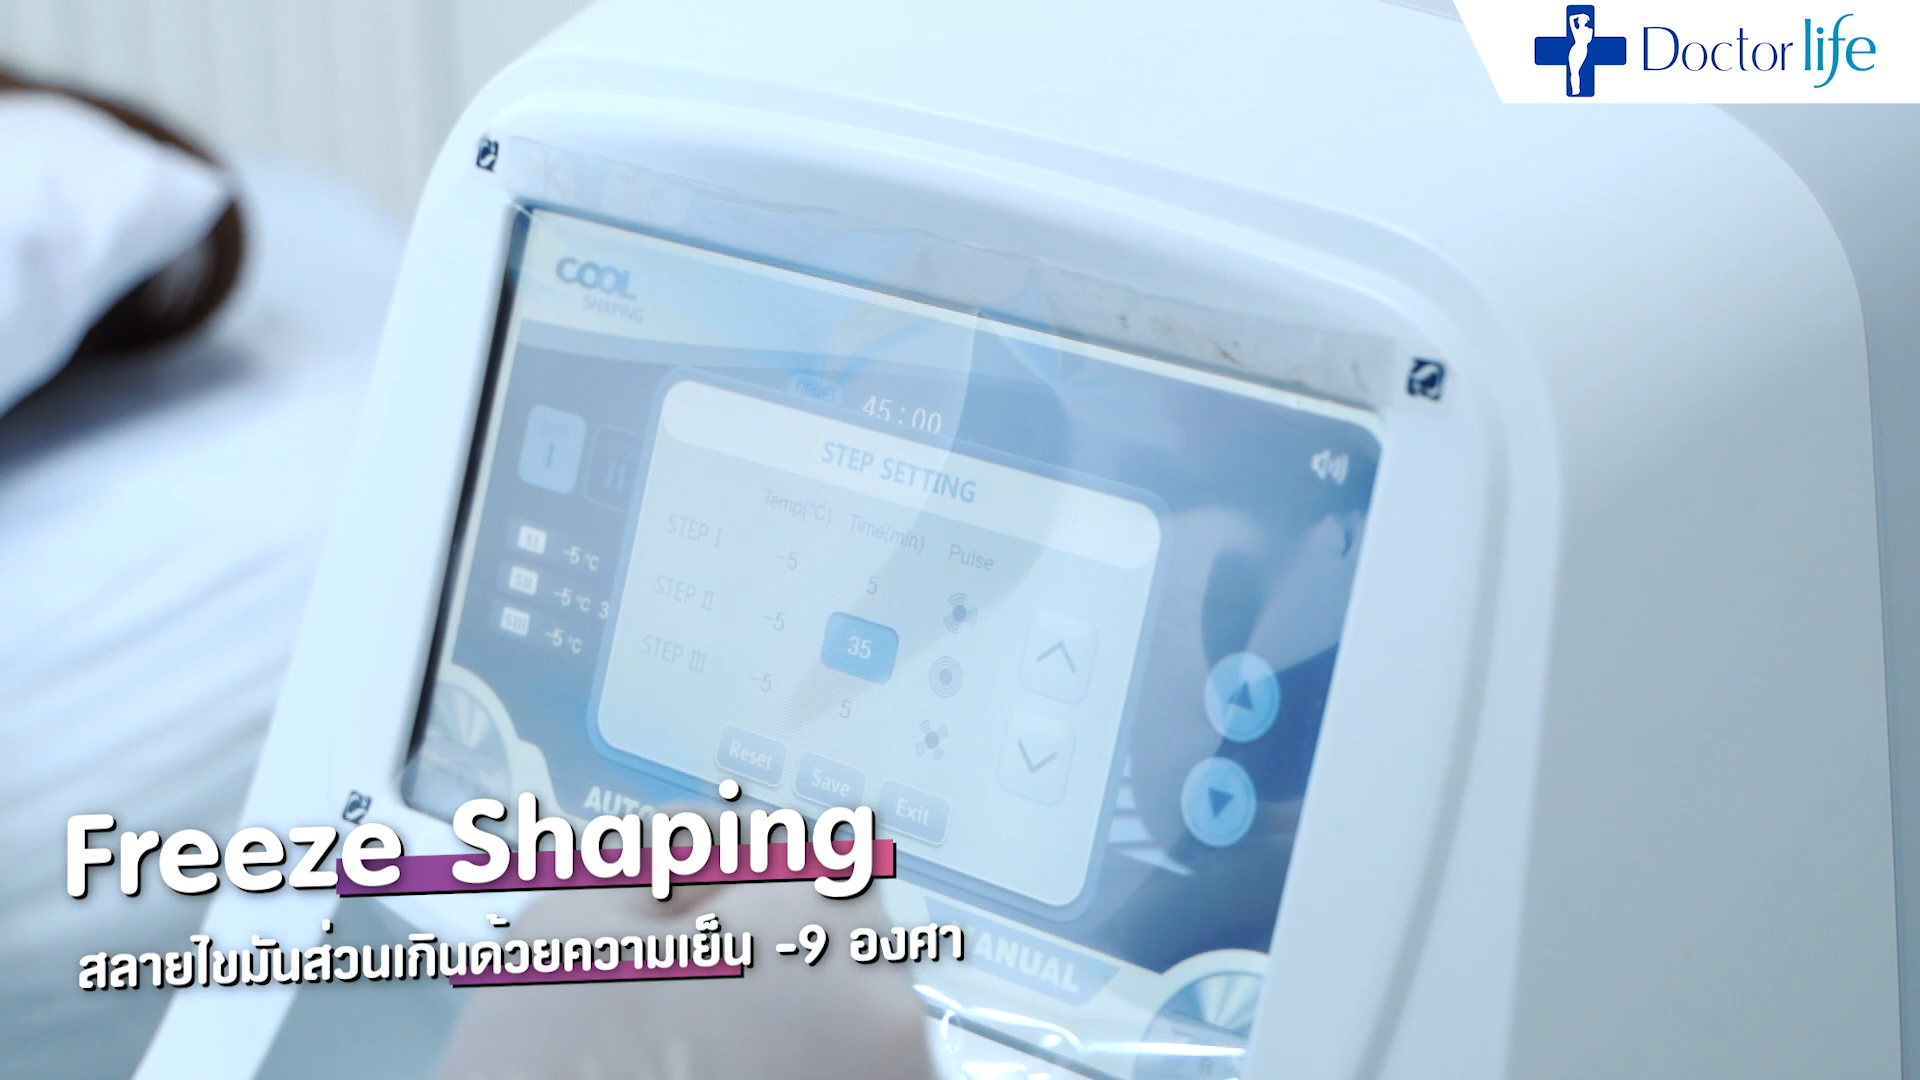 Doctor life
COOL
SHAPING
RESET 45:00
STEP SETTING
Temp(°C) Time(min) Pulse
STEP I -5 5
STEP II -5 35
STEP III -5 5
-5 °C
-5 °C 3
-5 °C
Reset Save Exit
AUTO
MANUAL
Freeze Shaping
สลายไขมันส่วนเกินด้วยความเย็น -9 องศา